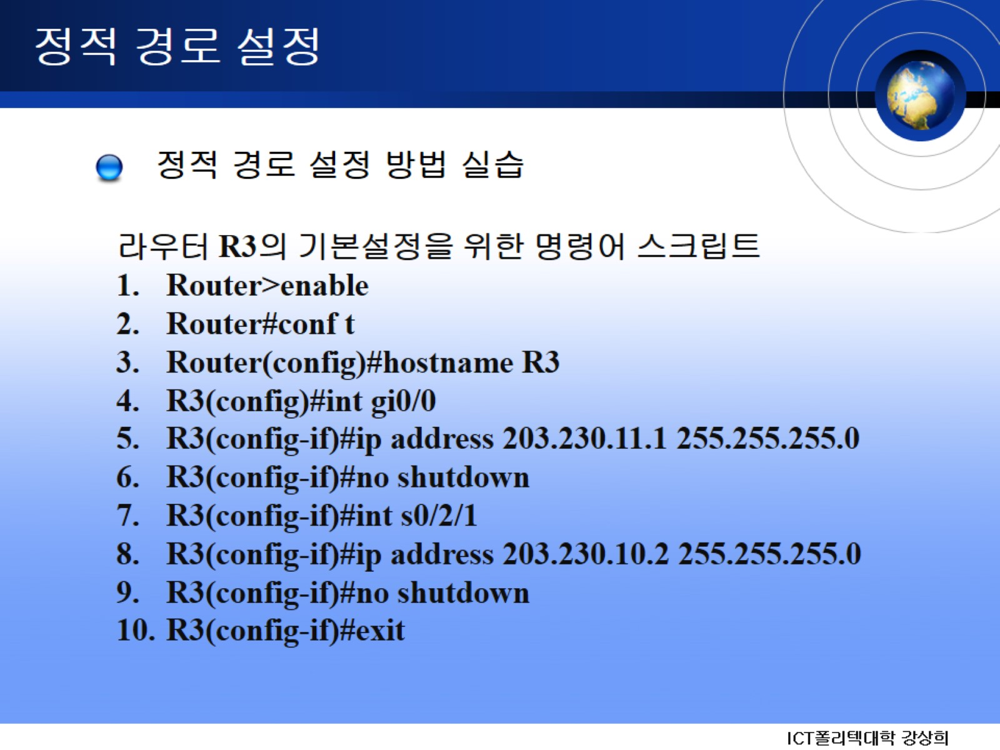 정적 경로 설정
정적 경로 설정 방법 실습
라우터 R3의 기본설정을 위한 명령어 스크립트
1. Router>enable
2. Router#conf t
3. Router(config)#hostname R3
4. R3(config)#int gi0/0
5. R3(config-if)#ip address 203.230.11.1 255.255.255.0
6. R3(config-if)#no shutdown
7. R3(config-if)#int s0/2/1
8. R3(config-if)#ip address 203.230.10.2 255.255.255.0
9. R3(config-if)#no shutdown
10. R3(config-if)#exit
ICT폴리텍대학 강상희